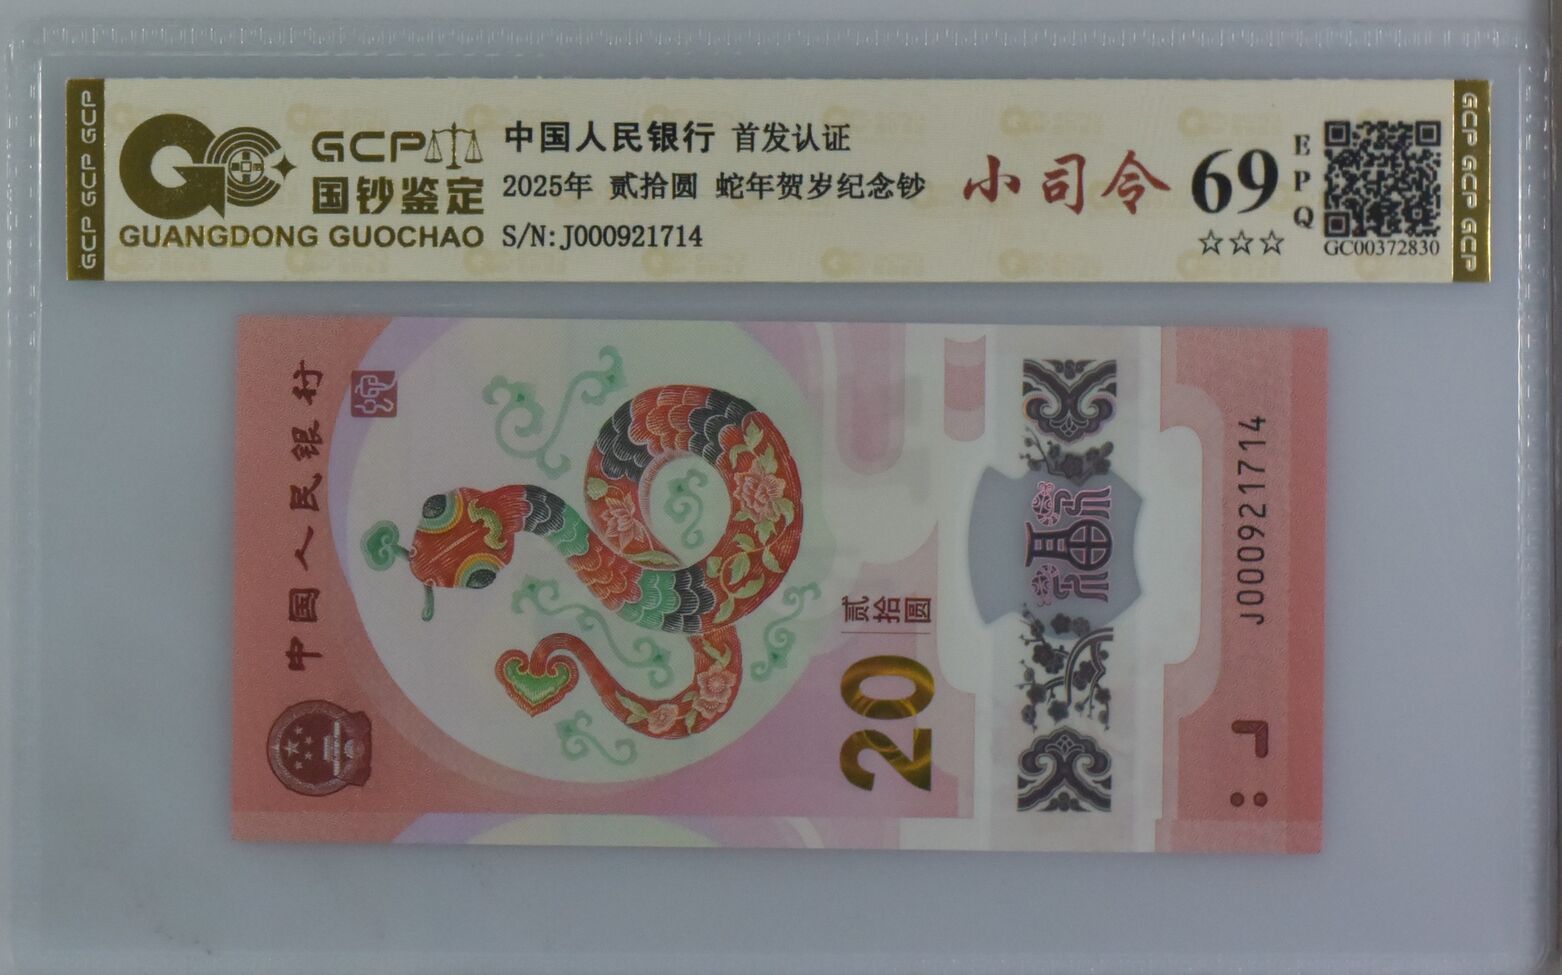 GCP GCP GCP
GCP
国钞鉴定
GUANGDONG GUOCHAO
中国人民银行 首发认证
2025年 贰拾圆 蛇年贺岁纪念钞
S/N:J000921714
小司令
69
EPQ
☆☆☆
GC00372830
GCP GCP GCP GCP
中国人民银行
贰拾圆
20
J000921714